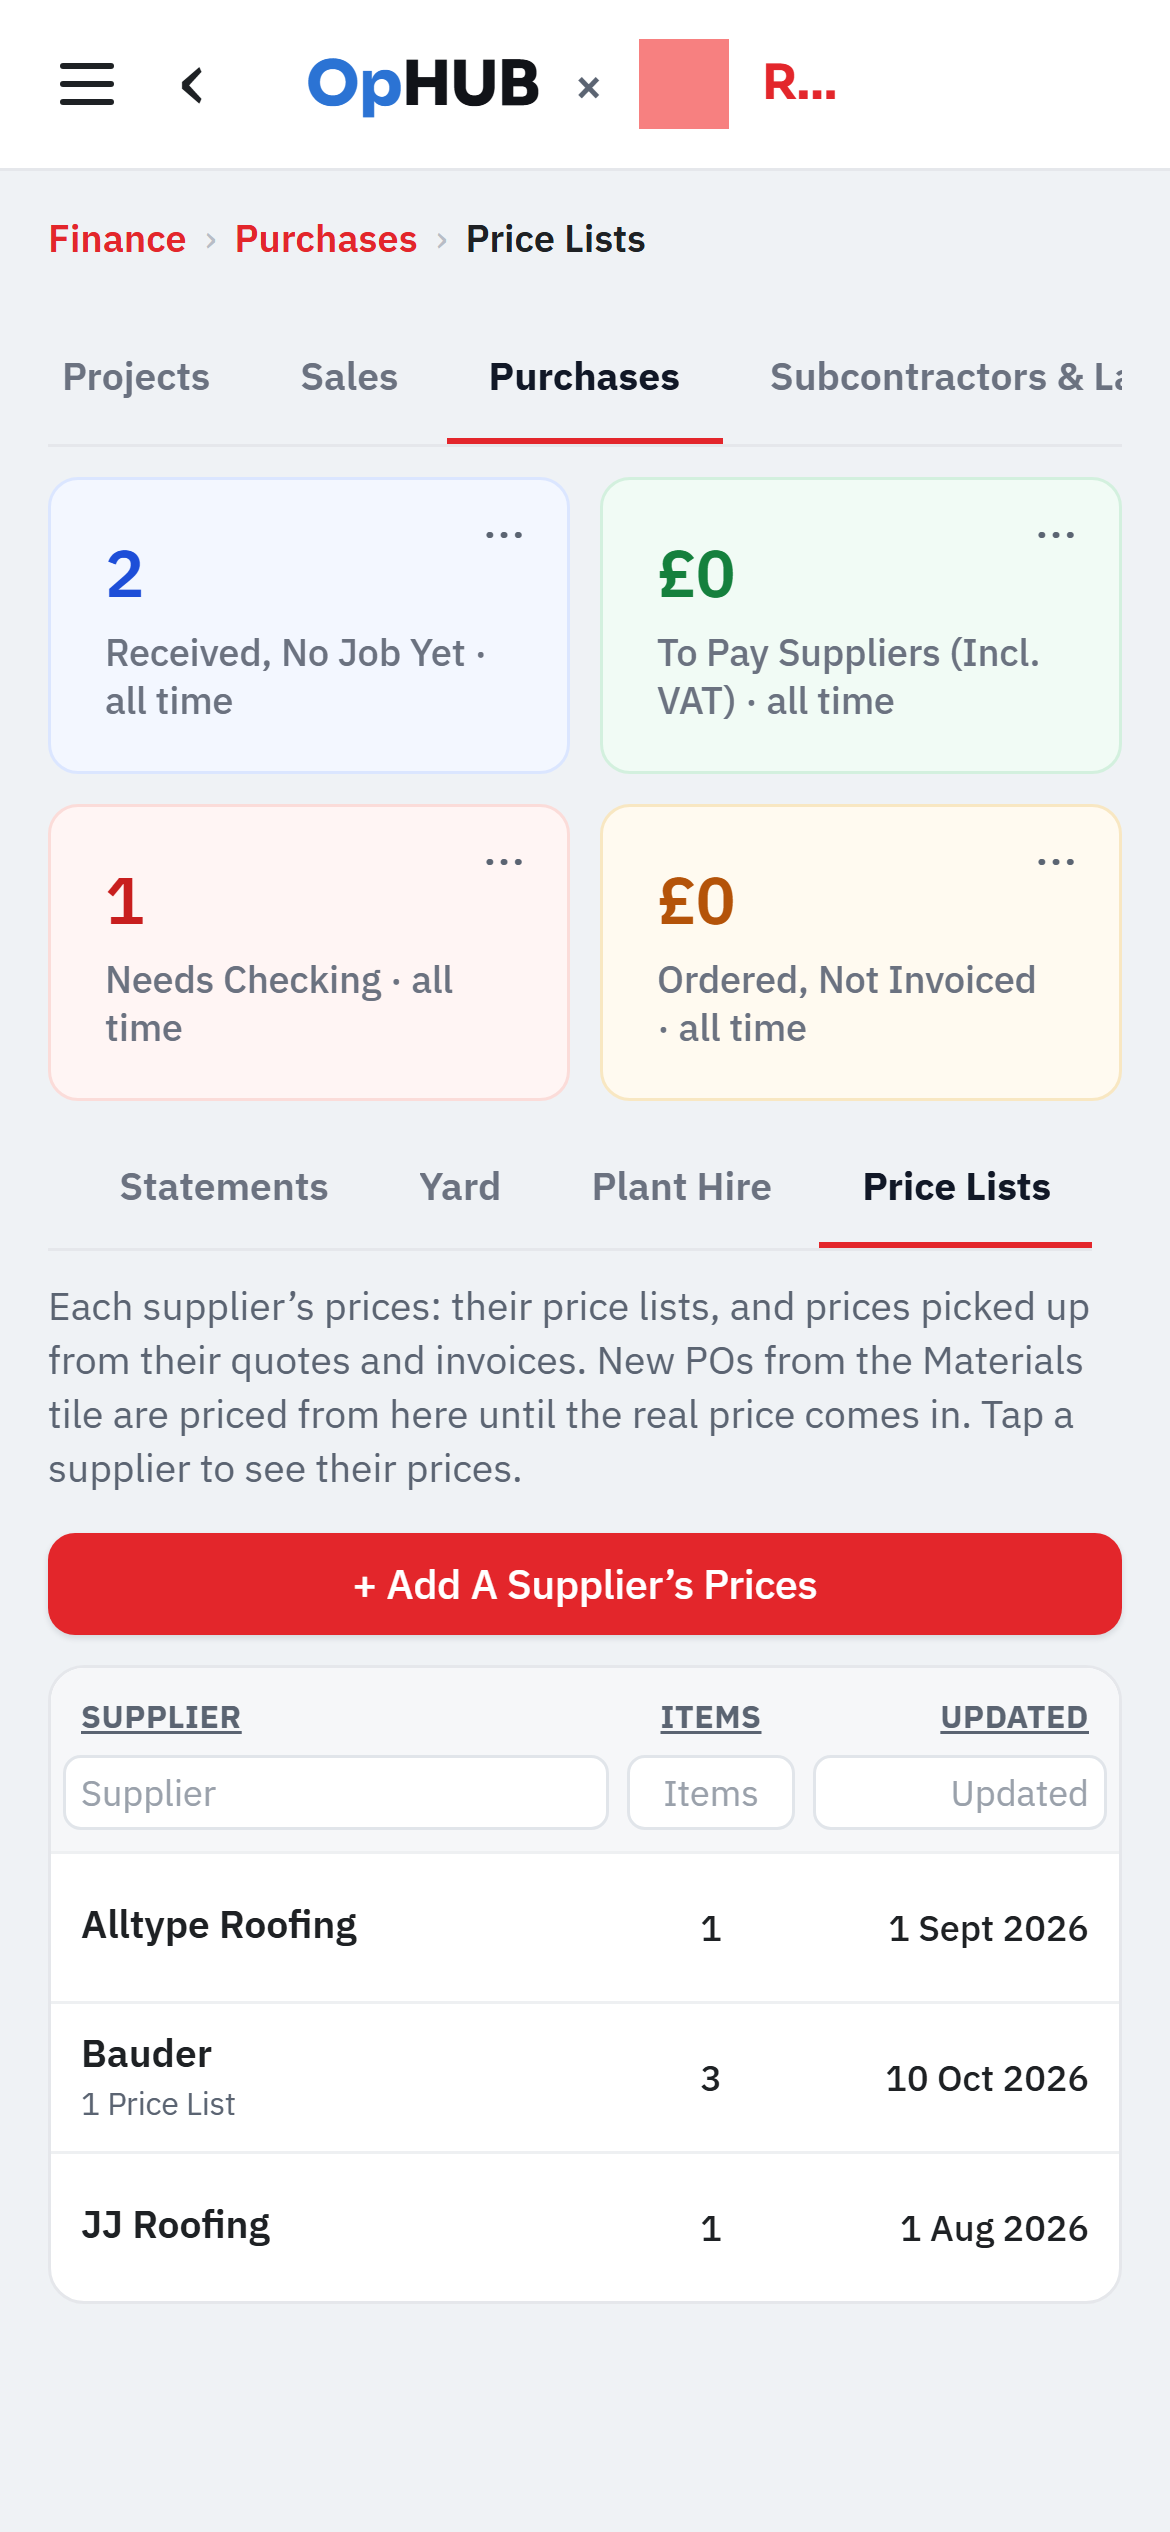 OpHUB × R...
Finance › Purchases › Price Lists
Projects Sales Purchases Subcontractors & La
2
Received, No Job Yet ·
all time
£0
To Pay Suppliers (Incl.
VAT) · all time
1
Needs Checking · all
time
£0
Ordered, Not Invoiced
· all time
Statements Yard Plant Hire Price Lists
Each supplier’s prices: their price lists, and prices picked up
from their quotes and invoices. New POs from the Materials
tile are priced from here until the real price comes in. Tap a
supplier to see their prices.
+ Add A Supplier’s Prices
SUPPLIER ITEMS UPDATED
Supplier Items Updated
Alltype Roofing 1 1 Sept 2026
Bauder 3 10 Oct 2026
1 Price List
JJ Roofing 1 1 Aug 2026